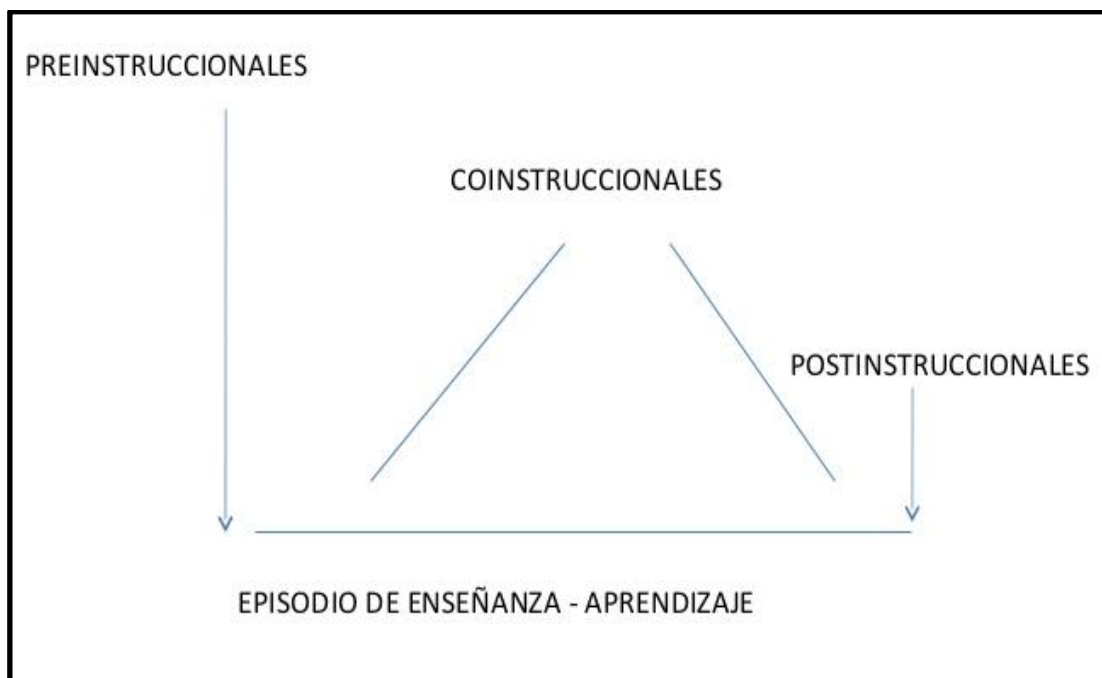 PREINSTRUCCIONALES
COINSTRUCCIONALES
POSTINSTRUCCIONALES
EPISODIO DE ENSEÑANZA - APRENDIZAJE